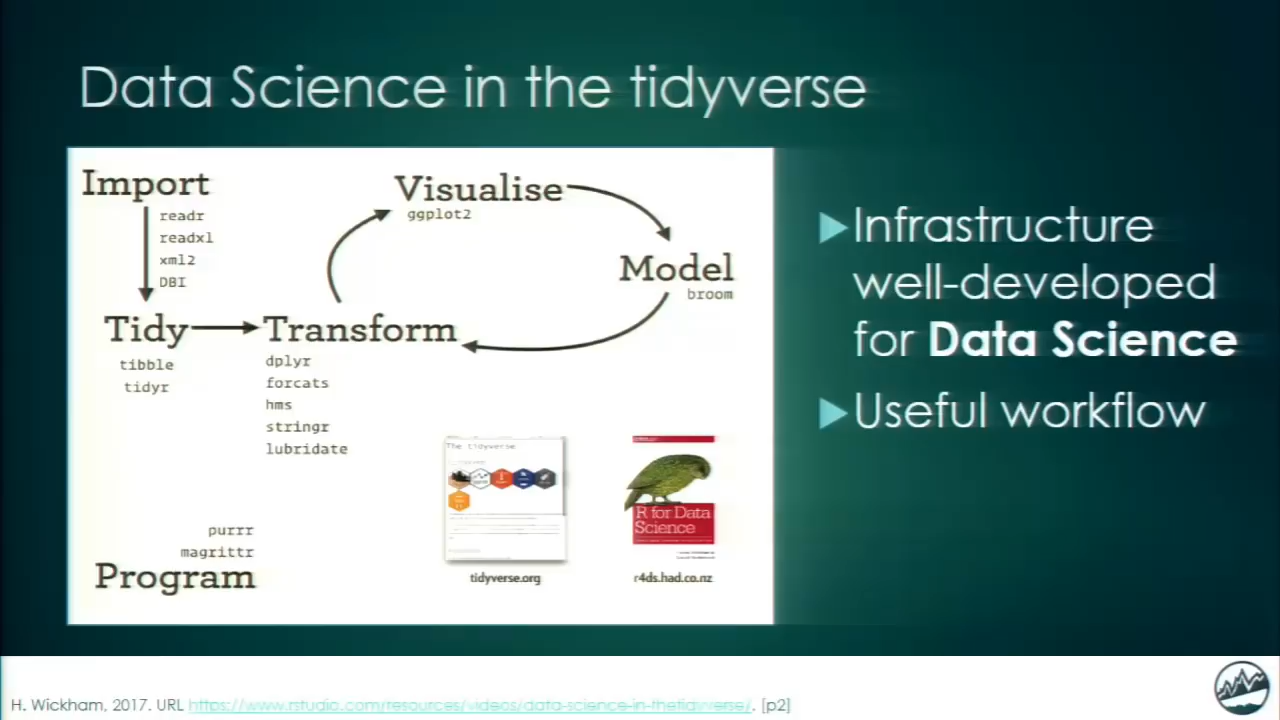 Data Science in the tidyverse
Import
readr
readxl
xml2
DBI
Tidy
tibble
tidyr
Transform
dplyr
forcats
hms
stringr
lubridate
Visualise
ggplot2
Model
broom
purrr
magrittr
Program
The tidyverse
tidyverse.org
R for Data
Science
r4ds.had.co.nz
Infrastructure
well-developed
for Data Science
Useful workflow
H. Wickham, 2017. URL https://www.rstudio.com/resources/videos/data-science-in-thetidyverse/. [p2]